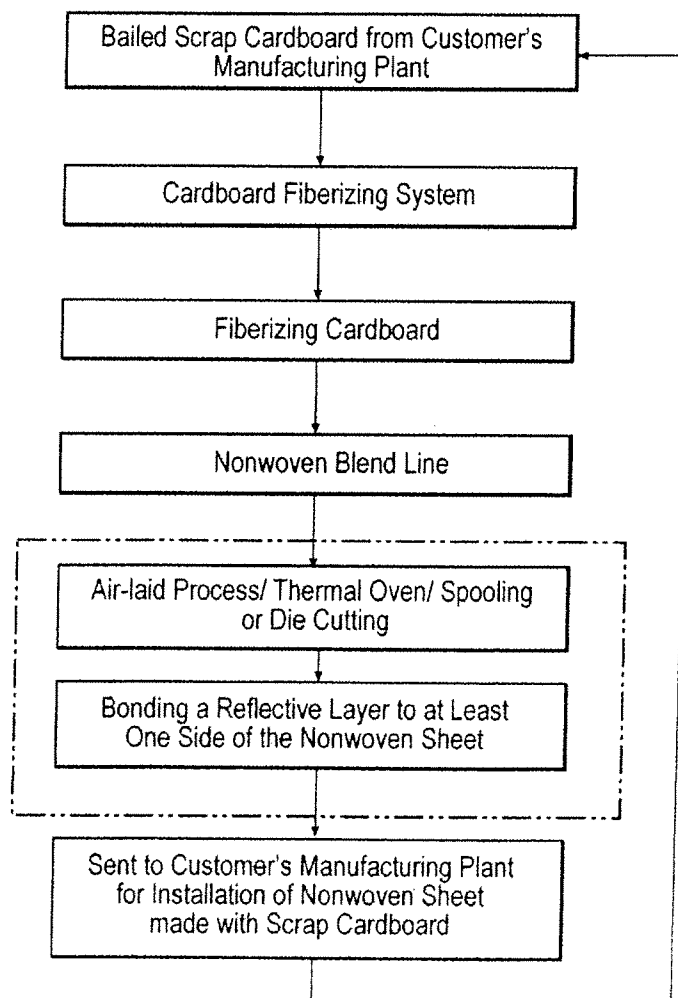 Bailed Scrap Cardboard from Customer's
Manufacturing Plant
Cardboard Fiberizing System
Fiberizing Cardboard
Nonwoven Blend Line
Air-laid Process/ Thermal Oven/ Spooling
or Die Cutting
Bonding a Reflective Layer to at Least
One Side of the Nonwoven Sheet
Sent to Customer's Manufacturing Plant
for Installation of Nonwoven Sheet
made with Scrap Cardboard